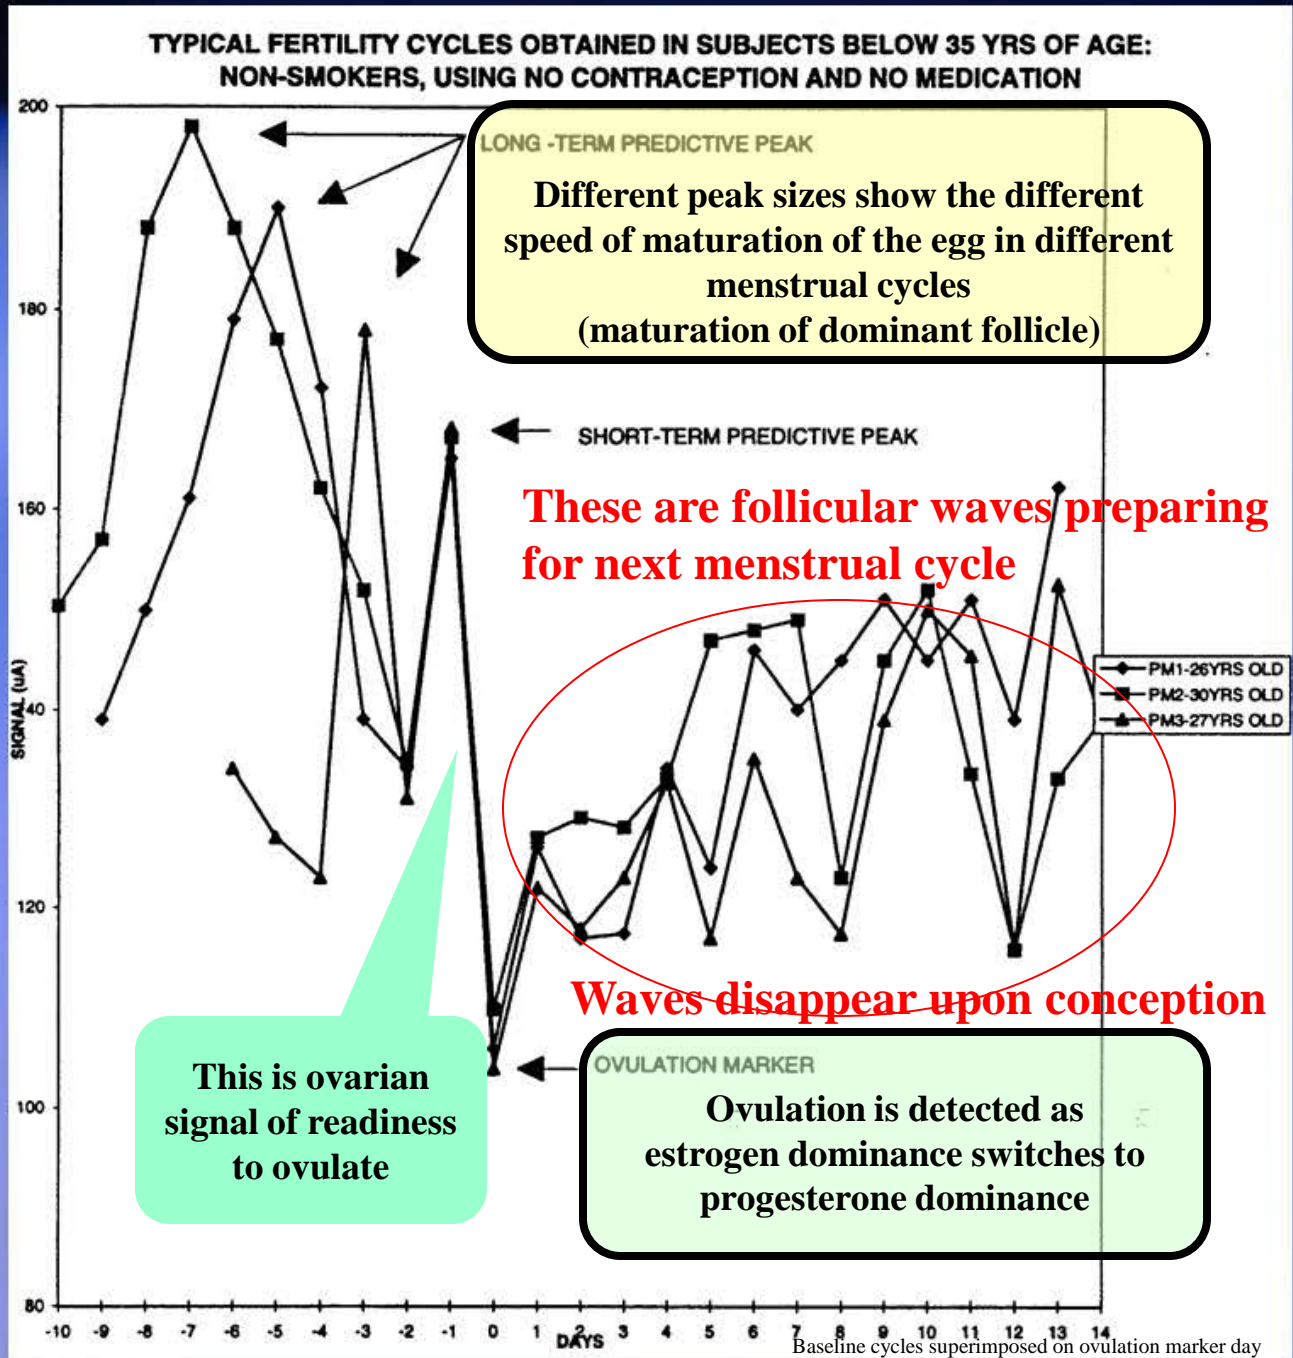 TYPICAL FERTILITY CYCLES OBTAINED IN SUBJECTS BELOW 35 YRS OF AGE:
NON-SMOKERS, USING NO CONTRACEPTION AND NO MEDICATION
200
180
160
140
120
100
80
SIGNAL (uA)
LONG -TERM PREDICTIVE PEAK
Different peak sizes show the different
speed of maturation of the egg in different
menstrual cycles
(maturation of dominant follicle)
SHORT-TERM PREDICTIVE PEAK
These are follicular waves preparing
for next menstrual cycle
PM1-26YRS OLD
PM2-30YRS OLD
PM3-27YRS OLD
Waves disappear upon conception
This is ovarian
signal of readiness
to ovulate
OVULATION MARKER
Ovulation is detected as
estrogen dominance switches to
progesterone dominance
-10 -9 -8 -7 -6 -5 -4 -3 -2 -1 0 1 2 3 4 5 6 7 8 9 10 11 12 13 14
DAYS
Baseline cycles superimposed on ovulation marker day